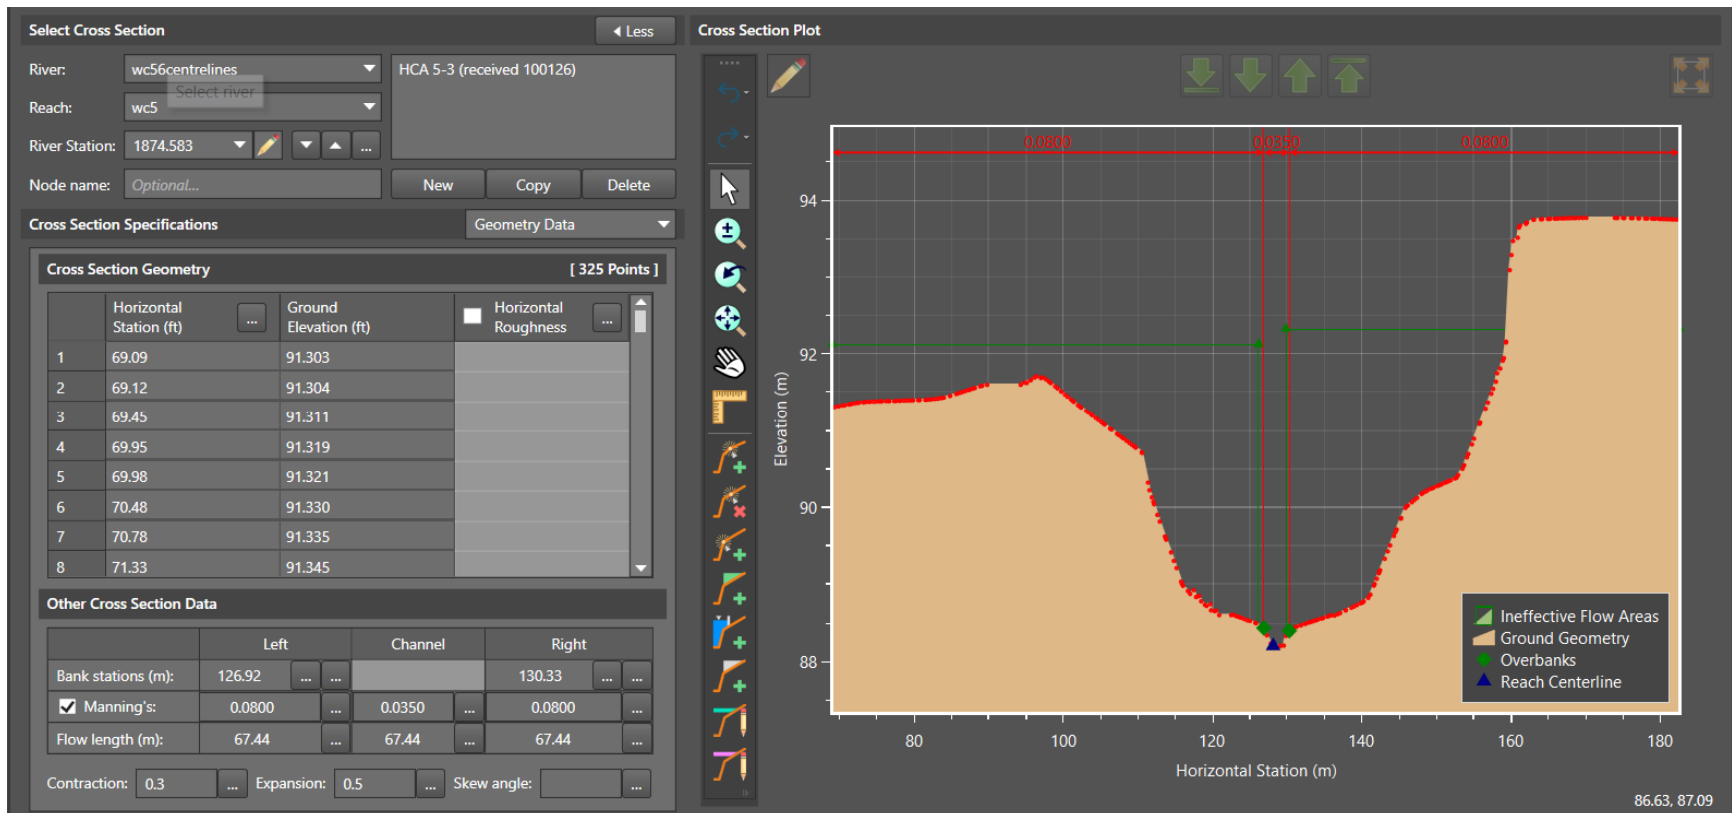 Select Cross Section
Less
River:
wc56centrelines
HCA 5-3 (received 100126)
Select river
Reach:
wc5
River Station:
1874.583
...
Node name:
Optional...
New
Copy
Delete
Cross Section Specifications
Geometry Data
Cross Section Geometry
[ 325 Points ]
Horizontal Station (ft)
...
Ground Elevation (ft)
Horizontal Roughness
...
1 69.09 91.303
2 69.12 91.304
3 69.45 91.311
4 69.95 91.319
5 69.98 91.321
6 70.48 91.330
7 70.78 91.335
8 71.33 91.345
Other Cross Section Data
Left Channel Right
Bank stations (m): 126.92 ... ... 130.33 ... ...
Manning's: 0.0800 ... 0.0350 ... 0.0800 ...
Flow length (m): 67.44 ... 67.44 ... 67.44 ...
Contraction: 0.3 ... Expansion: 0.5 ... Skew angle: ...
Cross Section Plot
0.0800 0.0350 0.0800
94
92
90
88
Elevation (m)
80 100 120 140 160 180
Horizontal Station (m)
Ineffective Flow Areas
Ground Geometry
Overbanks
Reach Centerline
86.63, 87.09